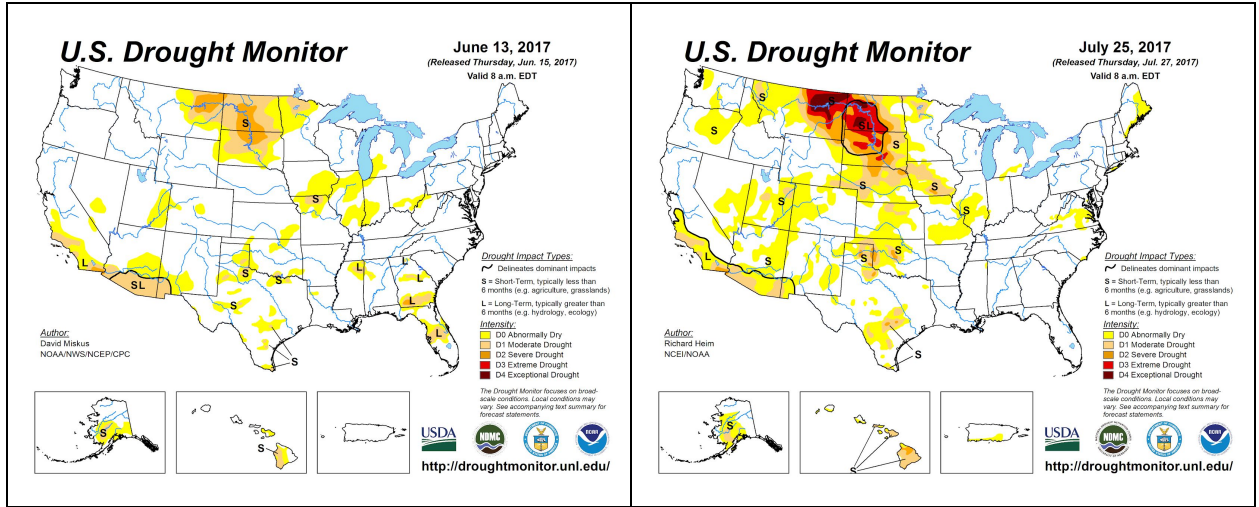 U.S. Drought Monitor
June 13, 2017
(Released Thursday, Jun. 15, 2017)
Valid 8 a.m. EDT
S
S
L
SL
S
S
S
L
L
L
L
L
S
Drought Impact Types:
Delineates dominant impacts
S = Short-Term, typically less than
6 months (e.g. agriculture, grasslands)
L = Long-Term, typically greater than
6 months (e.g. hydrology, ecology)
Intensity:
D0 Abnormally Dry
D1 Moderate Drought
D2 Severe Drought
D3 Extreme Drought
D4 Exceptional Drought
Author:
David Miskus
NOAA/NWS/NCEP/CPC
The Drought Monitor focuses on broad-
scale conditions. Local conditions may
vary. See accompanying text summary for
forecast statements.
S
S
USDA
NDMC
NOAA
http://droughtmonitor.unl.edu/
U.S. Drought Monitor
July 25, 2017
(Released Thursday, Jul. 27, 2017)
Valid 8 a.m. EDT
S
S
SL
S
S
S
S
S
S
L
S
S
S
Drought Impact Types:
Delineates dominant impacts
S = Short-Term, typically less than
6 months (e.g. agriculture, grasslands)
L = Long-Term, typically greater than
6 months (e.g. hydrology, ecology)
Intensity:
D0 Abnormally Dry
D1 Moderate Drought
D2 Severe Drought
D3 Extreme Drought
D4 Exceptional Drought
Author:
Richard Heim
NCEI/NOAA
The Drought Monitor focuses on broad-
scale conditions. Local conditions may
vary. See accompanying text summary for
forecast statements.
S
S
USDA
NDMC
NOAA
http://droughtmonitor.unl.edu/